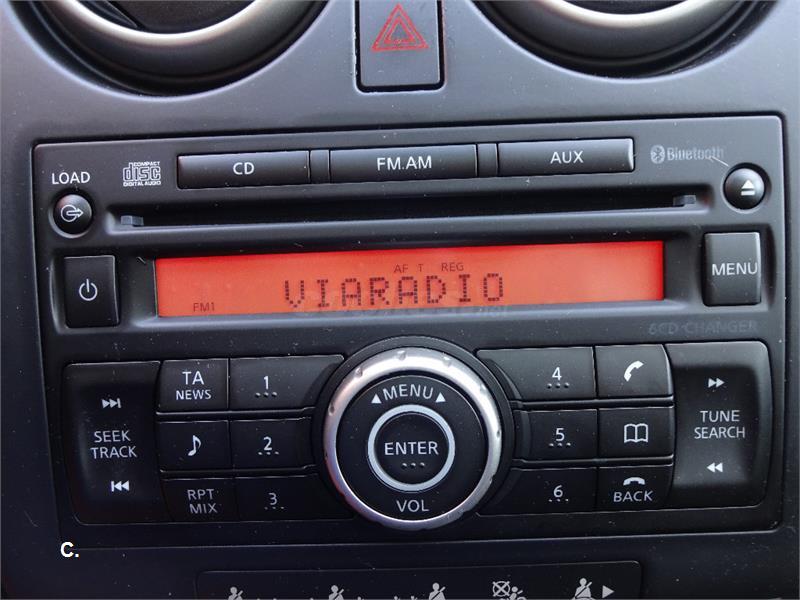 LOAD
COMPACT
disc
DIGITAL AUDIO
CD
FM.AM
AUX
Bluetooth
AF T REG
VIARADIO
FM1
MENU
6CD CHANGER
TA
NEWS
1
MENU
4
SEEK
TRACK
2
ENTER
5
TUNE
SEARCH
RPT
MIX
3
VOL
6
BACK
C.